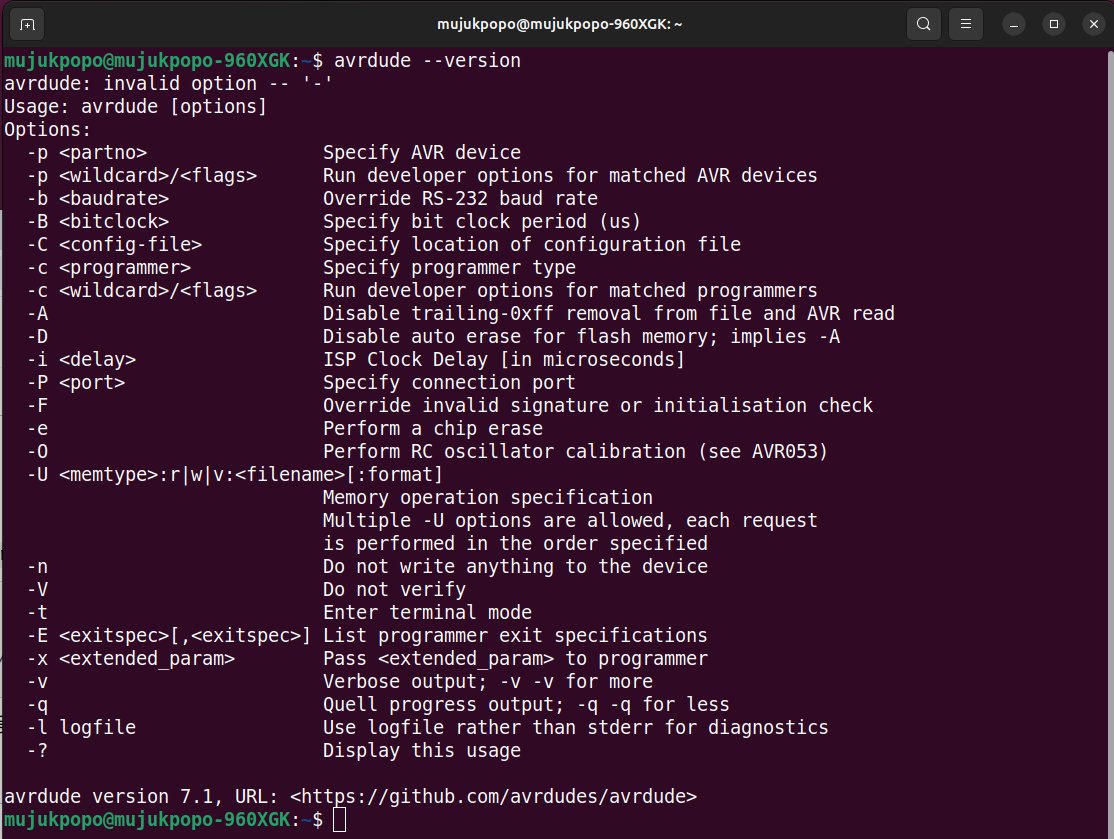 mujukpopo@mujukpopo-960XGK: ~
mujukpopo@mujukpopo-960XGK:~$ avrdude --version
avrdude: invalid option -- '-'
Usage: avrdude [options]
Options:
  -p <partno>                Specify AVR device
  -p <wildcard>/<flags>      Run developer options for matched AVR devices
  -b <baudrate>              Override RS-232 baud rate
  -B <bitclock>              Specify bit clock period (us)
  -C <config-file>           Specify location of configuration file
  -c <programmer>            Specify programmer type
  -c <wildcard>/<flags>      Run developer options for matched programmers
  -A                         Disable trailing-0xff removal from file and AVR read
  -D                         Disable auto erase for flash memory; implies -A
  -i <delay>                 ISP Clock Delay [in microseconds]
  -P <port>                  Specify connection port
  -F                         Override invalid signature or initialisation check
  -e                         Perform a chip erase
  -O                         Perform RC oscillator calibration (see AVR053)
  -U <memtype>:r|w|v:<filename>[:format]
                             Memory operation specification
                             Multiple -U options are allowed, each request
                             is performed in the order specified
  -n                         Do not write anything to the device
  -V                         Do not verify
  -t                         Enter terminal mode
  -E <exitspec>[,<exitspec>] List programmer exit specifications
  -x <extended_param>        Pass <extended_param> to programmer
  -v                         Verbose output; -v -v for more
  -q                         Quell progress output; -q -q for less
  -l logfile                 Use logfile rather than stderr for diagnostics
  -?                         Display this usage
avrdude version 7.1, URL: <https://github.com/avrdudes/avrdude>
mujukpopo@mujukpopo-960XGK:~$